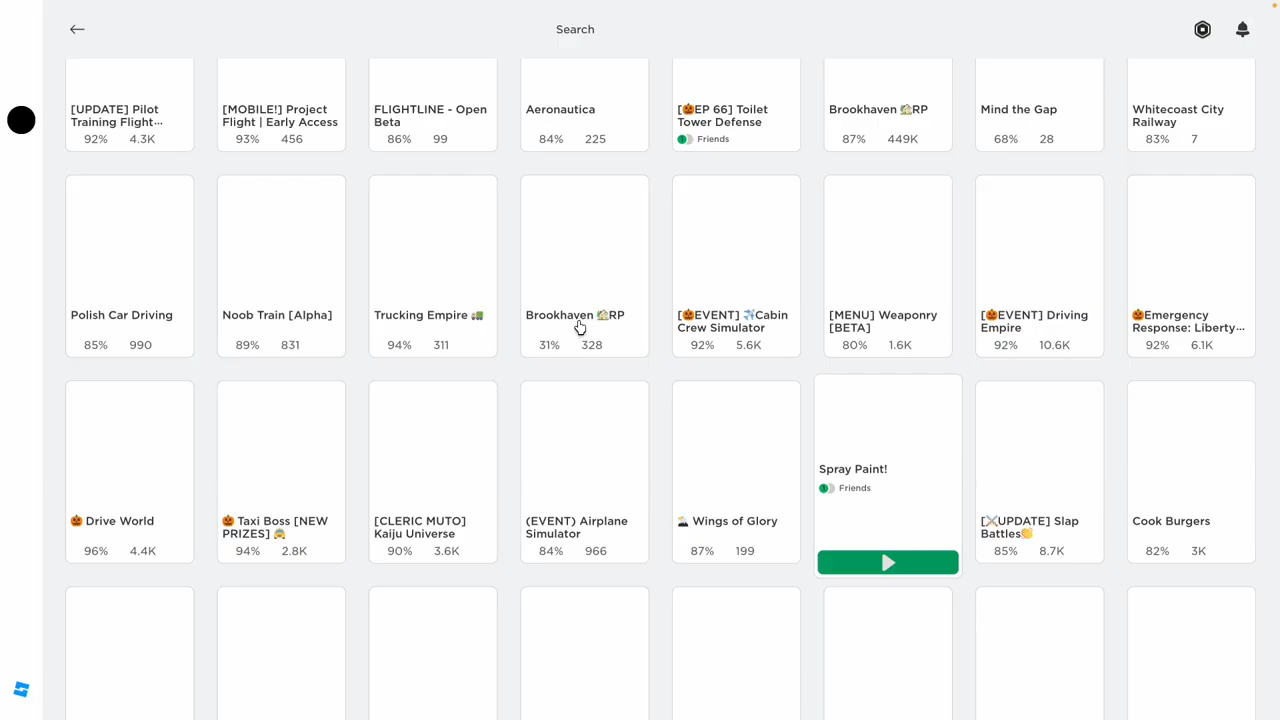 Search
[UPDATE] Pilot
Training Flight...
92% 4.3K
[MOBILE!] Project
Flight | Early Access
93% 456
FLIGHTLINE - Open
Beta
86% 99
Aeronautica
84% 225
[🎃EP 66] Toilet
Tower Defense
1 Friends
Brookhaven 🏡RP
87% 449K
Mind the Gap
68% 28
Whitecoast City
Railway
83% 7
Polish Car Driving
85% 990
Noob Train [Alpha]
89% 831
Trucking Empire 🚛
94% 311
Brookhaven 🏡RP
31% 328
[🎃EVENT] ✈️Cabin
Crew Simulator
92% 5.6K
[MENU] Weaponry
[BETA]
80% 1.6K
[🎃EVENT] Driving
Empire
92% 10.6K
🎃Emergency
Response: Liberty...
92% 6.1K
🎃 Drive World
96% 4.4K
🎃 Taxi Boss [NEW
PRIZES] 🚖
94% 2.8K
[CLERIC MUTO]
Kaiju Universe
90% 3.6K
(EVENT) Airplane
Simulator
84% 966
Wings of Glory
87% 199
Spray Paint!
1 Friends
[⚔️UPDATE] Slap
Battles👏
85% 8.7K
Cook Burgers
82% 3K